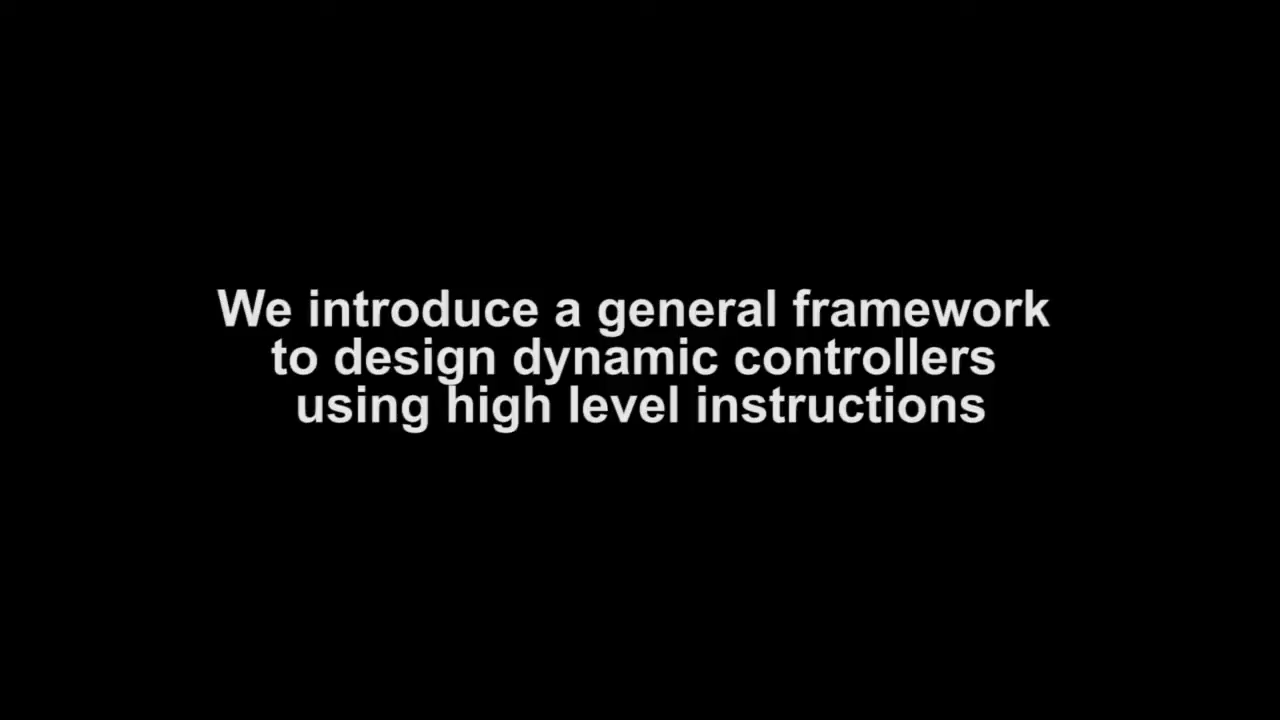 We introduce a general framework
to design dynamic controllers
using high level instructions